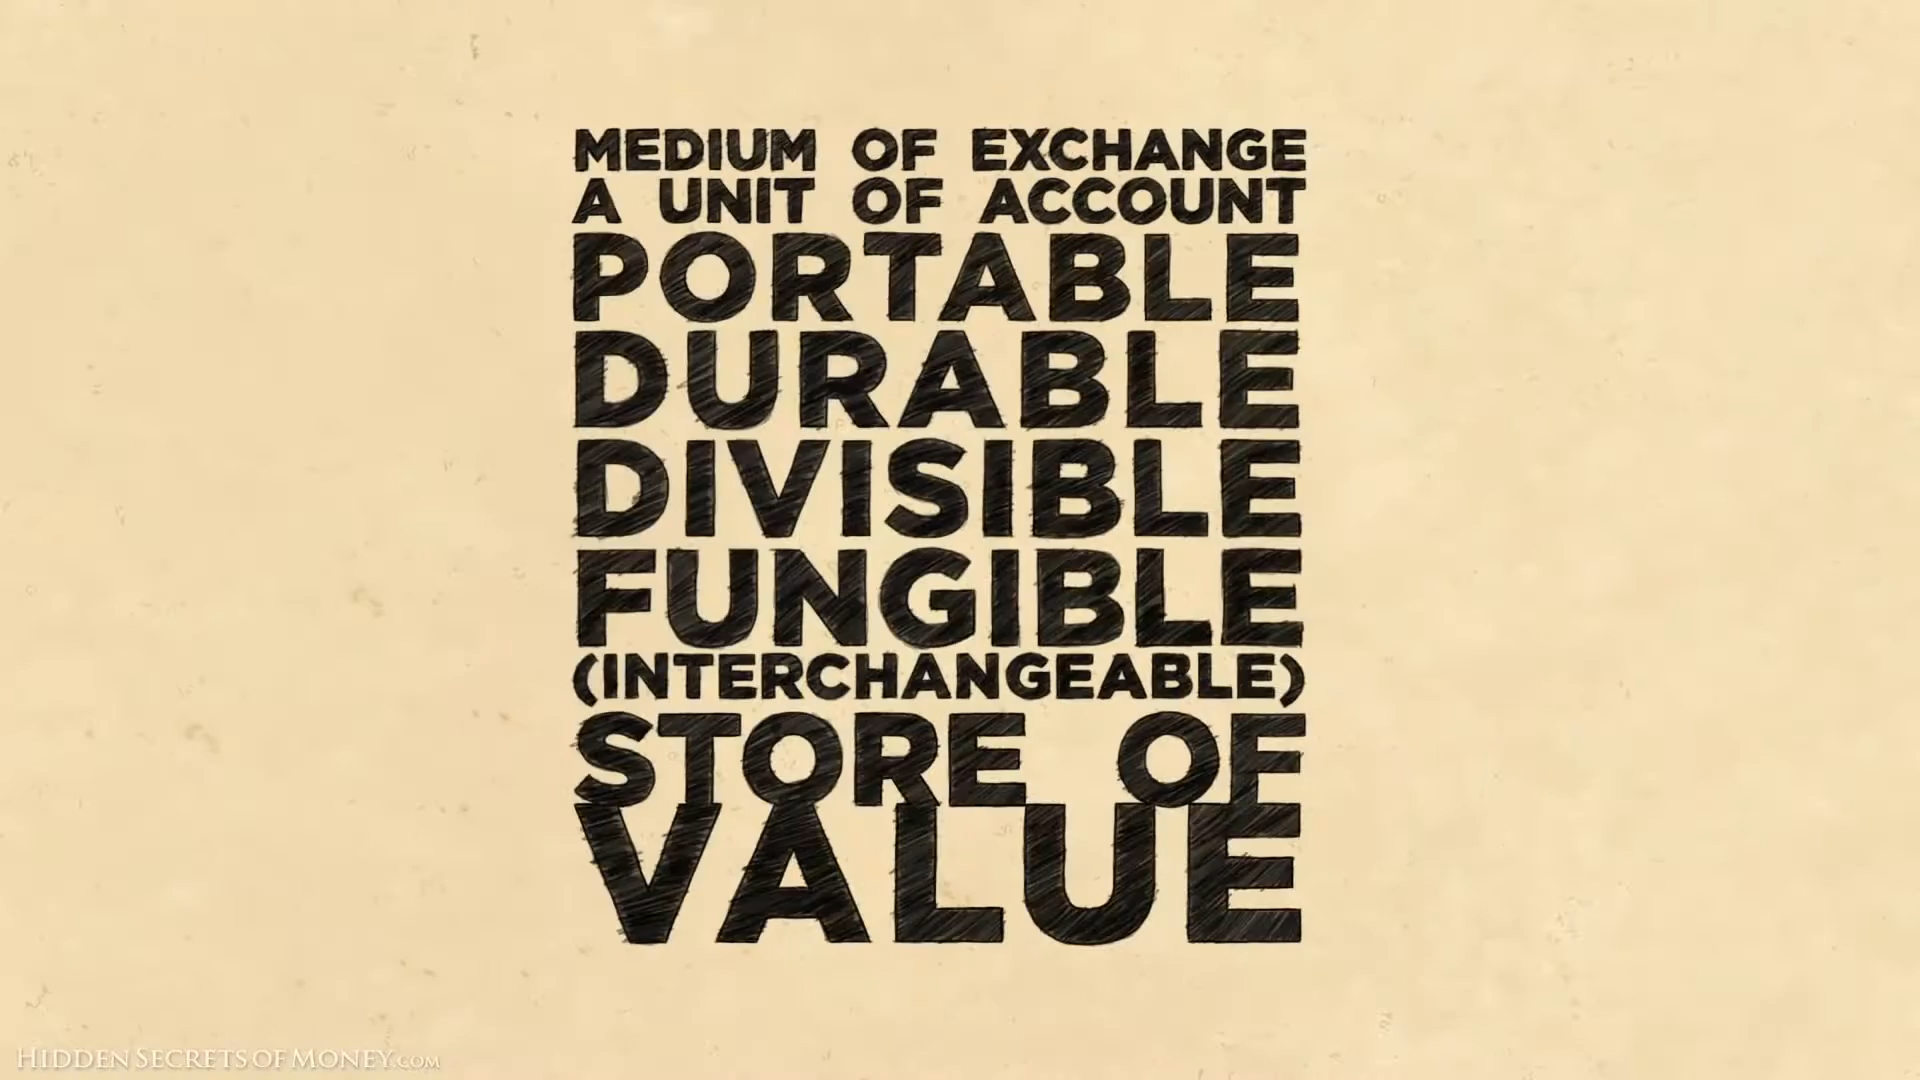 MEDIUM OF EXCHANGE
A UNIT OF ACCOUNT
PORTABLE
DURABLE
DIVISIBLE
FUNGIBLE
(INTERCHANGEABLE)
STORE OF
VALUE
HIDDEN SECRETS OF MONEY.COM